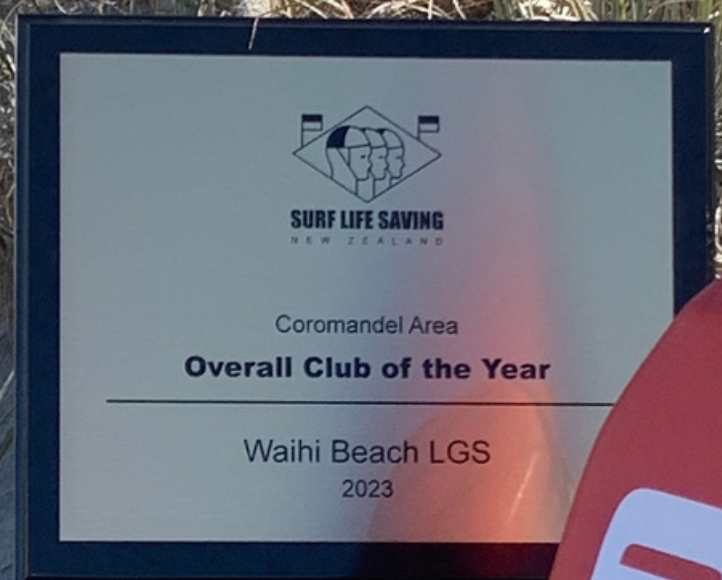 SURF LIFE SAVING
NEW ZEALAND
Coromandel Area
Overall Club of the Year
Waihi Beach LGS
2023